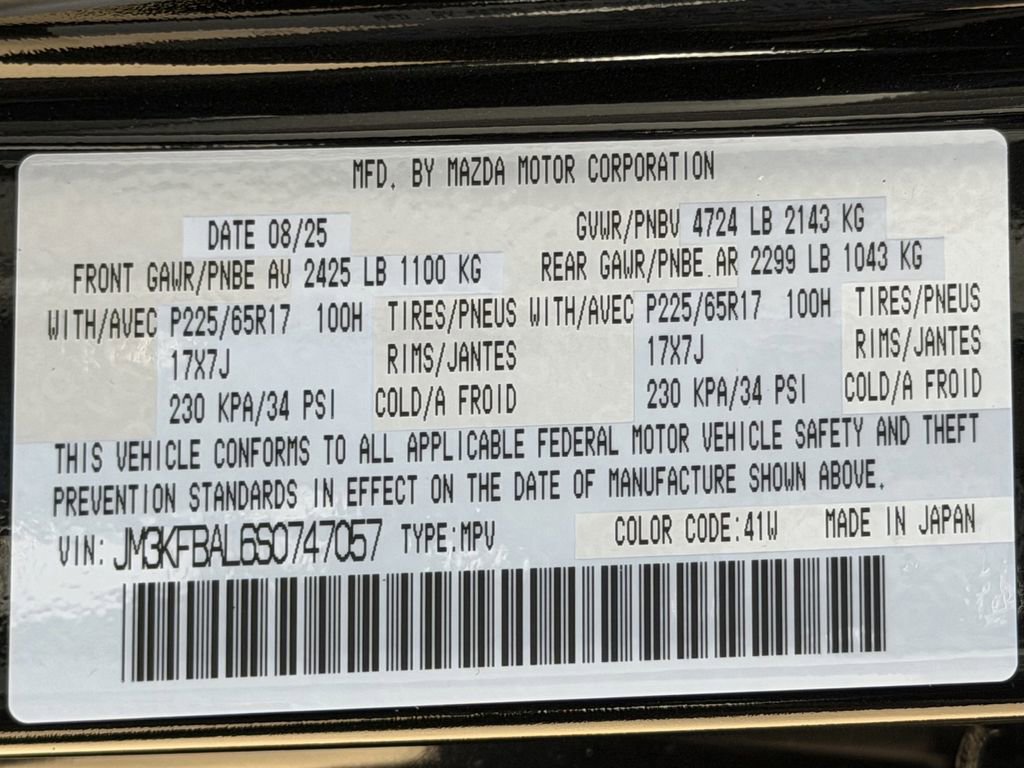 MFD. BY MAZDA MOTOR CORPORATION
DATE 08/25 GVWR/PNBV 4724 LB 2143 KG
FRONT GAWR/PNBE AV 2425 LB 1100 KG REAR GAWR/PNBE AR 2299 LB 1043 KG
WITH/AVEC P225/65R17 100H TIRES/PNEUS WITH/AVEC P225/65R17 100H TIRES/PNEUS
17X7J RIMS/JANTES 17X7J RIMS/JANTES
230 KPA/34 PSI COLD/A FROID 230 KPA/34 PSI COLD/A FROID
THIS VEHICLE CONFORMS TO ALL APPLICABLE FEDERAL MOTOR VEHICLE SAFETY AND THEFT
PREVENTION STANDARDS IN EFFECT ON THE DATE OF MANUFACTURE SHOWN ABOVE.
VIN: JM3KFBAL6S0747057 TYPE:MPV COLOR CODE:41W MADE IN JAPAN